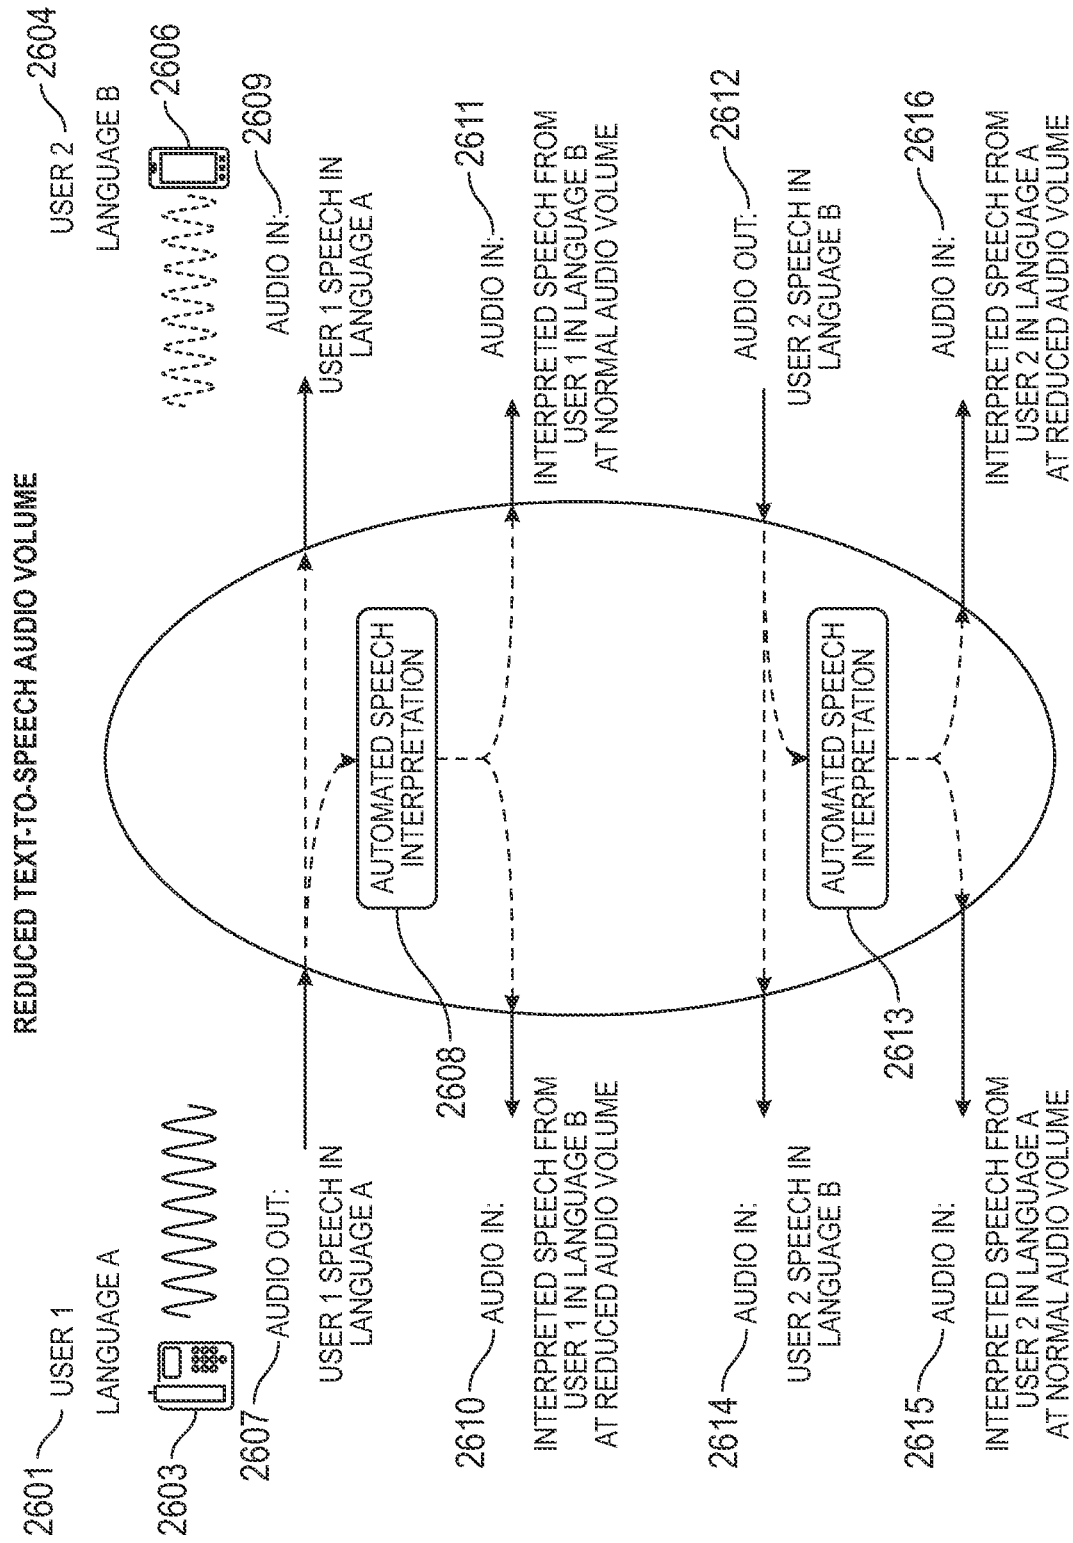 REDUCED TEXT-TO-SPEECH AUDIO VOLUME
2601
USER 1
LANGUAGE A
2603
USER 2
2604
LANGUAGE B
2606
2607
AUDIO OUT:
USER 1 SPEECH IN
LANGUAGE A
AUDIO IN:
2609
USER 1 SPEECH IN
LANGUAGE A
AUTOMATED SPEECH
INTERPRETATION
2608
2610
AUDIO IN:
INTERPRETED SPEECH FROM
USER 1 IN LANGUAGE B
AT REDUCED AUDIO VOLUME
AUDIO IN:
2611
INTERPRETED SPEECH FROM
USER 1 IN LANGUAGE B
AT NORMAL AUDIO VOLUME
2614
AUDIO IN:
USER 2 SPEECH IN
LANGUAGE B
AUDIO OUT:
2612
USER 2 SPEECH IN
LANGUAGE B
AUTOMATED SPEECH
INTERPRETATION
2613
2615
AUDIO IN:
INTERPRETED SPEECH FROM
USER 2 IN LANGUAGE A
AT NORMAL AUDIO VOLUME
AUDIO IN:
2616
INTERPRETED SPEECH FROM
USER 2 IN LANGUAGE A
AT REDUCED AUDIO VOLUME